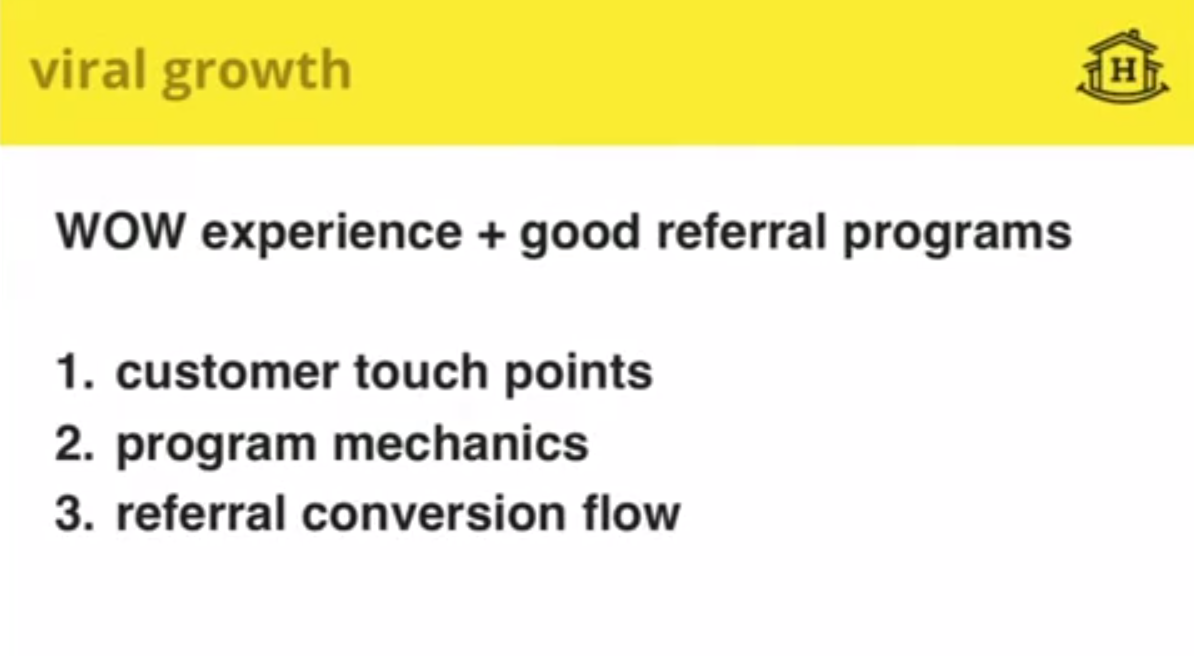 viral growth
H
WOW experience + good referral programs
1. customer touch points
2. program mechanics
3. referral conversion flow